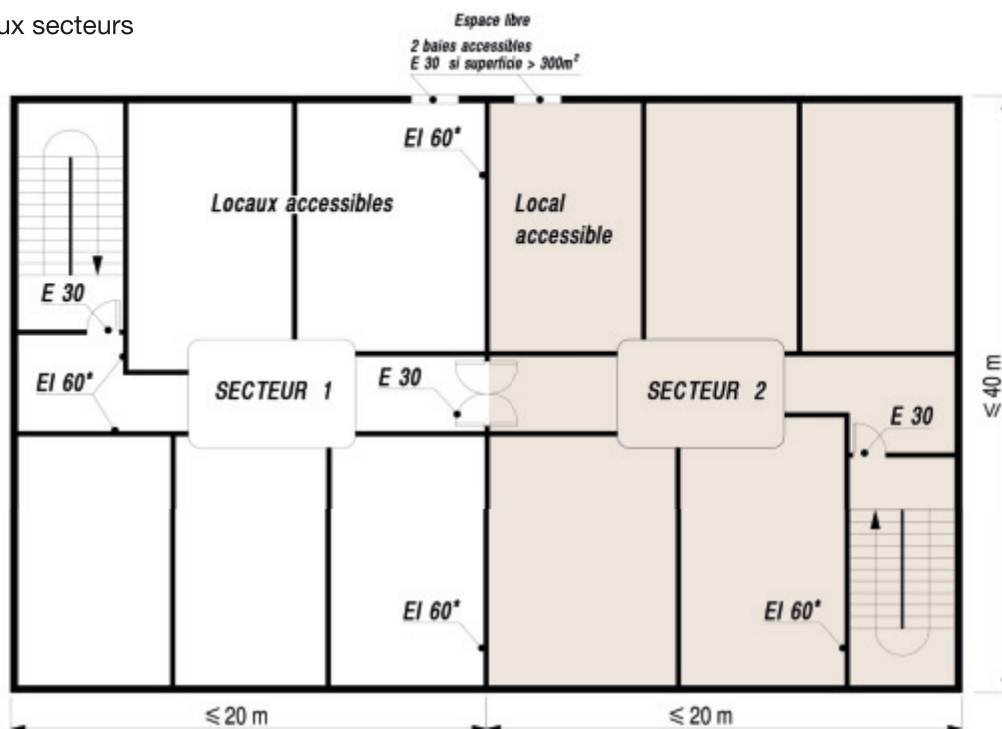 ux secteurs
Espace libre
2 baies accessibles
E 30 si superficie > 300m²
EI 60*
Locaux accessibles
Local
accessible
E 30
EI 60*
SECTEUR 1
E 30
SECTEUR 2
E 30
≤ 40 m
EI 60*
EI 60*
≤ 20 m
≤ 20 m